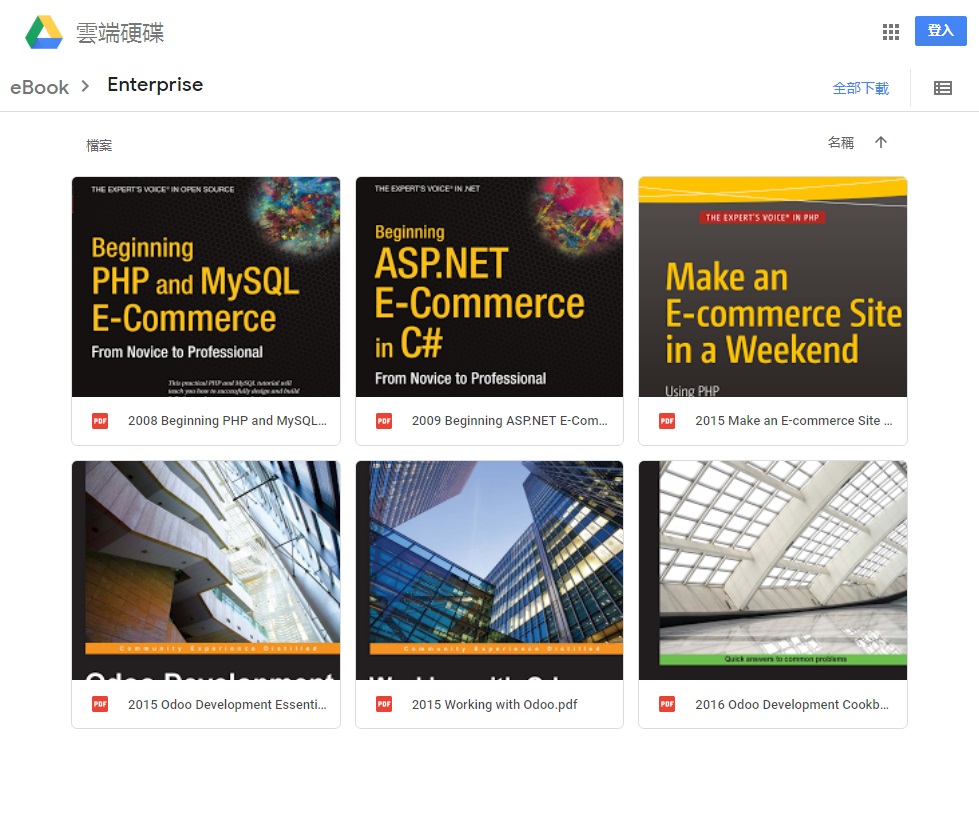 雲端硬碟
登入
eBook
Enterprise
全部下載
檔案
名稱
THE EXPERT'S VOICE® IN OPEN SOURCE
Beginning
PHP and MySQL
E-Commerce
From Novice to Professional
This practical PHP and MySQL tutorial will
teach you how to successfully design and build
PDF
2008 Beginning PHP and MySQL...
THE EXPERT'S VOICE® IN .NET
Beginning
ASP.NET
E-Commerce
in C#
From Novice to Professional
PDF
2009 Beginning ASP.NET E-Com...
THE EXPERT'S VOICE® IN PHP
Make an
E-commerce Site
in a Weekend
Using PHP
PDF
2015 Make an E-commerce Site ...
Community Experience Distilled
Odoo Development
PDF
2015 Odoo Development Essenti...
Community Experience Distilled
Working with Odoo
PDF
2015 Working with Odoo.pdf
Quick answers to common problems
PDF
2016 Odoo Development Cookb...